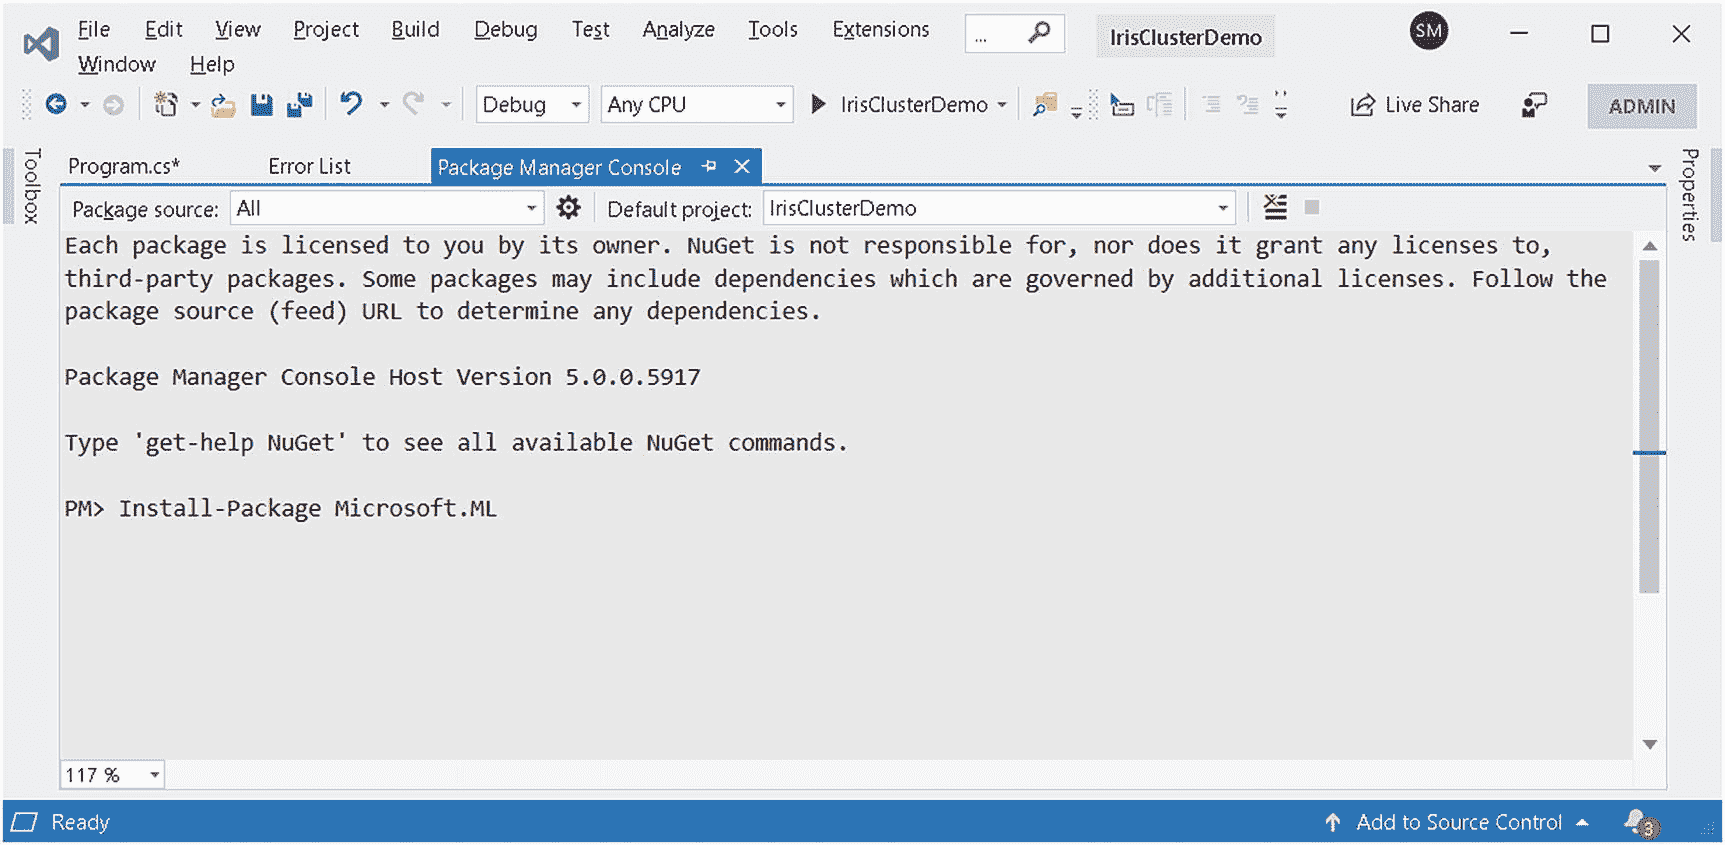 File Edit View Project Build Debug Test Analyze Tools Extensions ... IrisClusterDemo SM
Window Help
Debug Any CPU IrisClusterDemo Live Share ADMIN
Toolbox
Program.cs* Error List Package Manager Console
Properties
Package source: All Default project: IrisClusterDemo
Each package is licensed to you by its owner. NuGet is not responsible for, nor does it grant any licenses to,
third-party packages. Some packages may include dependencies which are governed by additional licenses. Follow the
package source (feed) URL to determine any dependencies.
Package Manager Console Host Version 5.0.0.5917
Type 'get-help NuGet' to see all available NuGet commands.
PM> Install-Package Microsoft.ML
117 %
Ready Add to Source Control 3